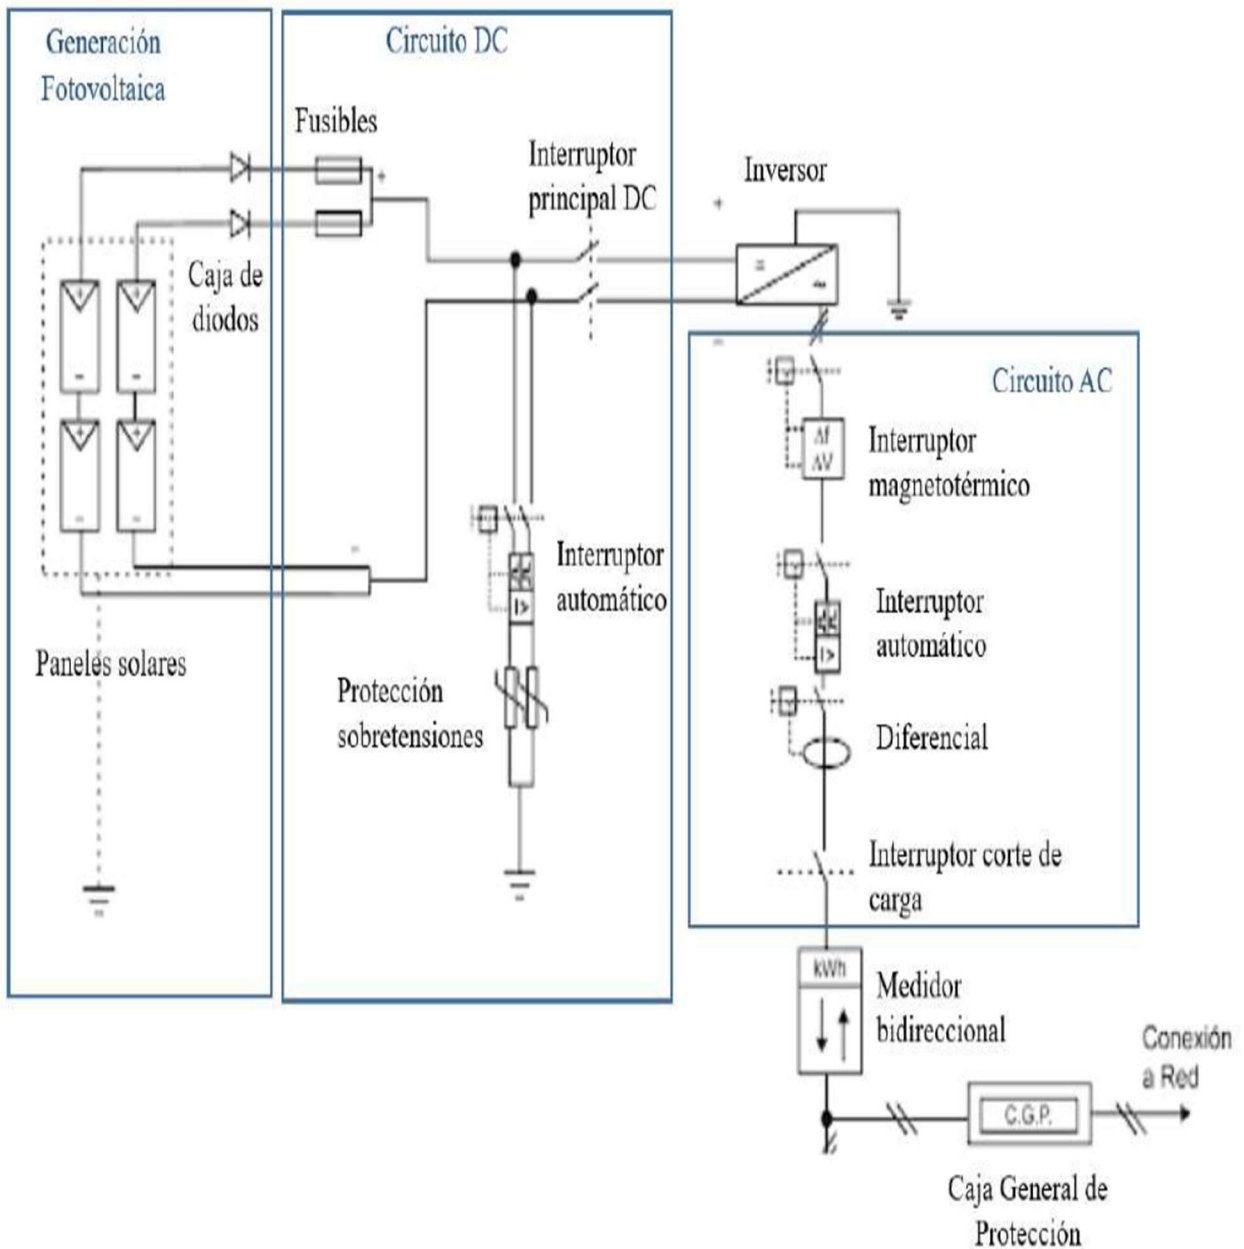 Generación
Fotovoltaica
Circuito DC
Fusibles
+
Interruptor
principal DC
Inversor
+
=
~
Caja de
diodos
+
+
-
-
+
+
-
-
-
-
Circuito AC
Δf
ΔV
Interruptor
magnetotérmico
Interruptor
automático
I>
Interruptor
automático
I>
Paneles solares
Protección
sobretensiones
Diferencial
Interruptor corte de
carga
kWh
Medidor
bidireccional
Conexión
a Red
C.G.P.
Caja General de
Protección